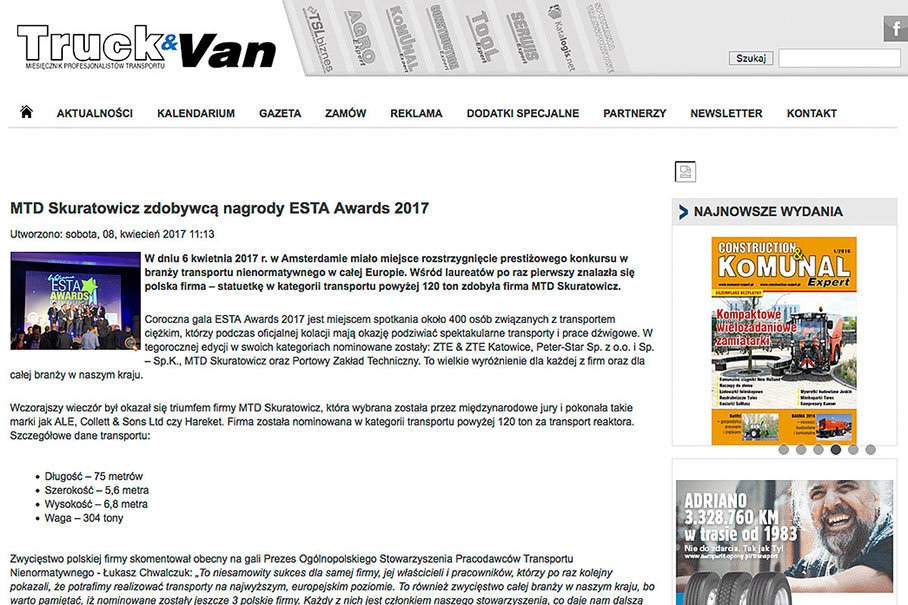 Truck&Van
MIESIĘCZNIK PROFESJONALISTÓW TRANSPORTU
TSLbiznes
AGRO Expert
KOMUNAL Expert
CONSTRUCTION Expert
TOOL Expert
SERWIS Expert
Katalogis.net
Szukaj
AKTUALNOŚCI KALENDARIUM GAZETA ZAMÓW REKLAMA DODATKI SPECJALNE PARTNERZY NEWSLETTER KONTAKT
MTD Skuratowicz zdobywcą nagrody ESTA Awards 2017
Utworzono: sobota, 08, kwiecień 2017 11:13
ESTA
AWARDS
W dniu 6 kwietnia 2017 r. w Amsterdamie miało miejsce rozstrzygnięcie prestiżowego konkursu w
branży transportu nienormatywnego w całej Europie. Wśród laureatów po raz pierwszy znalazła się
polska firma – statuetkę w kategorii transportu powyżej 120 ton zdobyła firma MTD Skuratowicz.
Coroczna gala ESTA Awards 2017 jest miejscem spotkania około 400 osób związanych z transportem
ciężkim, którzy podczas oficjalnej kolacji mają okazję podziwiać spektakularne transporty i prace dźwigowe. W
tegorocznej edycji w swoich kategoriach nominowane zostały: ZTE & ZTE Katowice, Peter-Star Sp. z o.o. i Sp.
– Sp.K., MTD Skuratowicz oraz Portowy Zakład Techniczny. To wielkie wyróżnienie dla każdej z firm oraz dla
całej branży w naszym kraju.
Wczorajszy wieczór był okazał się triumfem firmy MTD Skuratowicz, która wybrana została przez międzynarodowe jury i pokonała takie
marki jak ALE, Collett & Sons Ltd czy Hareket. Firma została nominowana w kategorii transportu powyżej 120 ton za transport reaktora.
Szczegółowe dane transportu:
• Długość – 75 metrów
• Szerokość – 5,6 metra
• Wysokość – 6,8 metra
• Waga – 304 tony
Zwycięstwo polskiej firmy skomentował obecny na gali Prezes Ogólnopolskiego Stowarzyszenia Pracodawców Transportu
Nienormatywnego - Łukasz Chwalczuk: „To niesamowity sukces dla samej firmy, jej właścicieli i pracowników, którzy po raz kolejny
pokazali, że potrafimy realizować transporty na najwyższym, europejskim poziomie. To również zwycięstwo całej branży w naszym kraju, bo
warto pamiętać, iż nominowane zostały jeszcze 3 polskie firmy. Każdy z nich jest członkiem naszego stowarzyszenia, co daje nam dalszą
NAJNOWSZE WYDANIA
CONSTRUCTION &
KOMUNAL
Expert
1/2016
EGZEMPLARZ BEZPŁATNY
Kompaktowe
wielozadaniowe
zamiatarki
ADRIANO
3.328.760 KM
w trasie od 1983
Nie do zdarcia. Tak jak Ty!